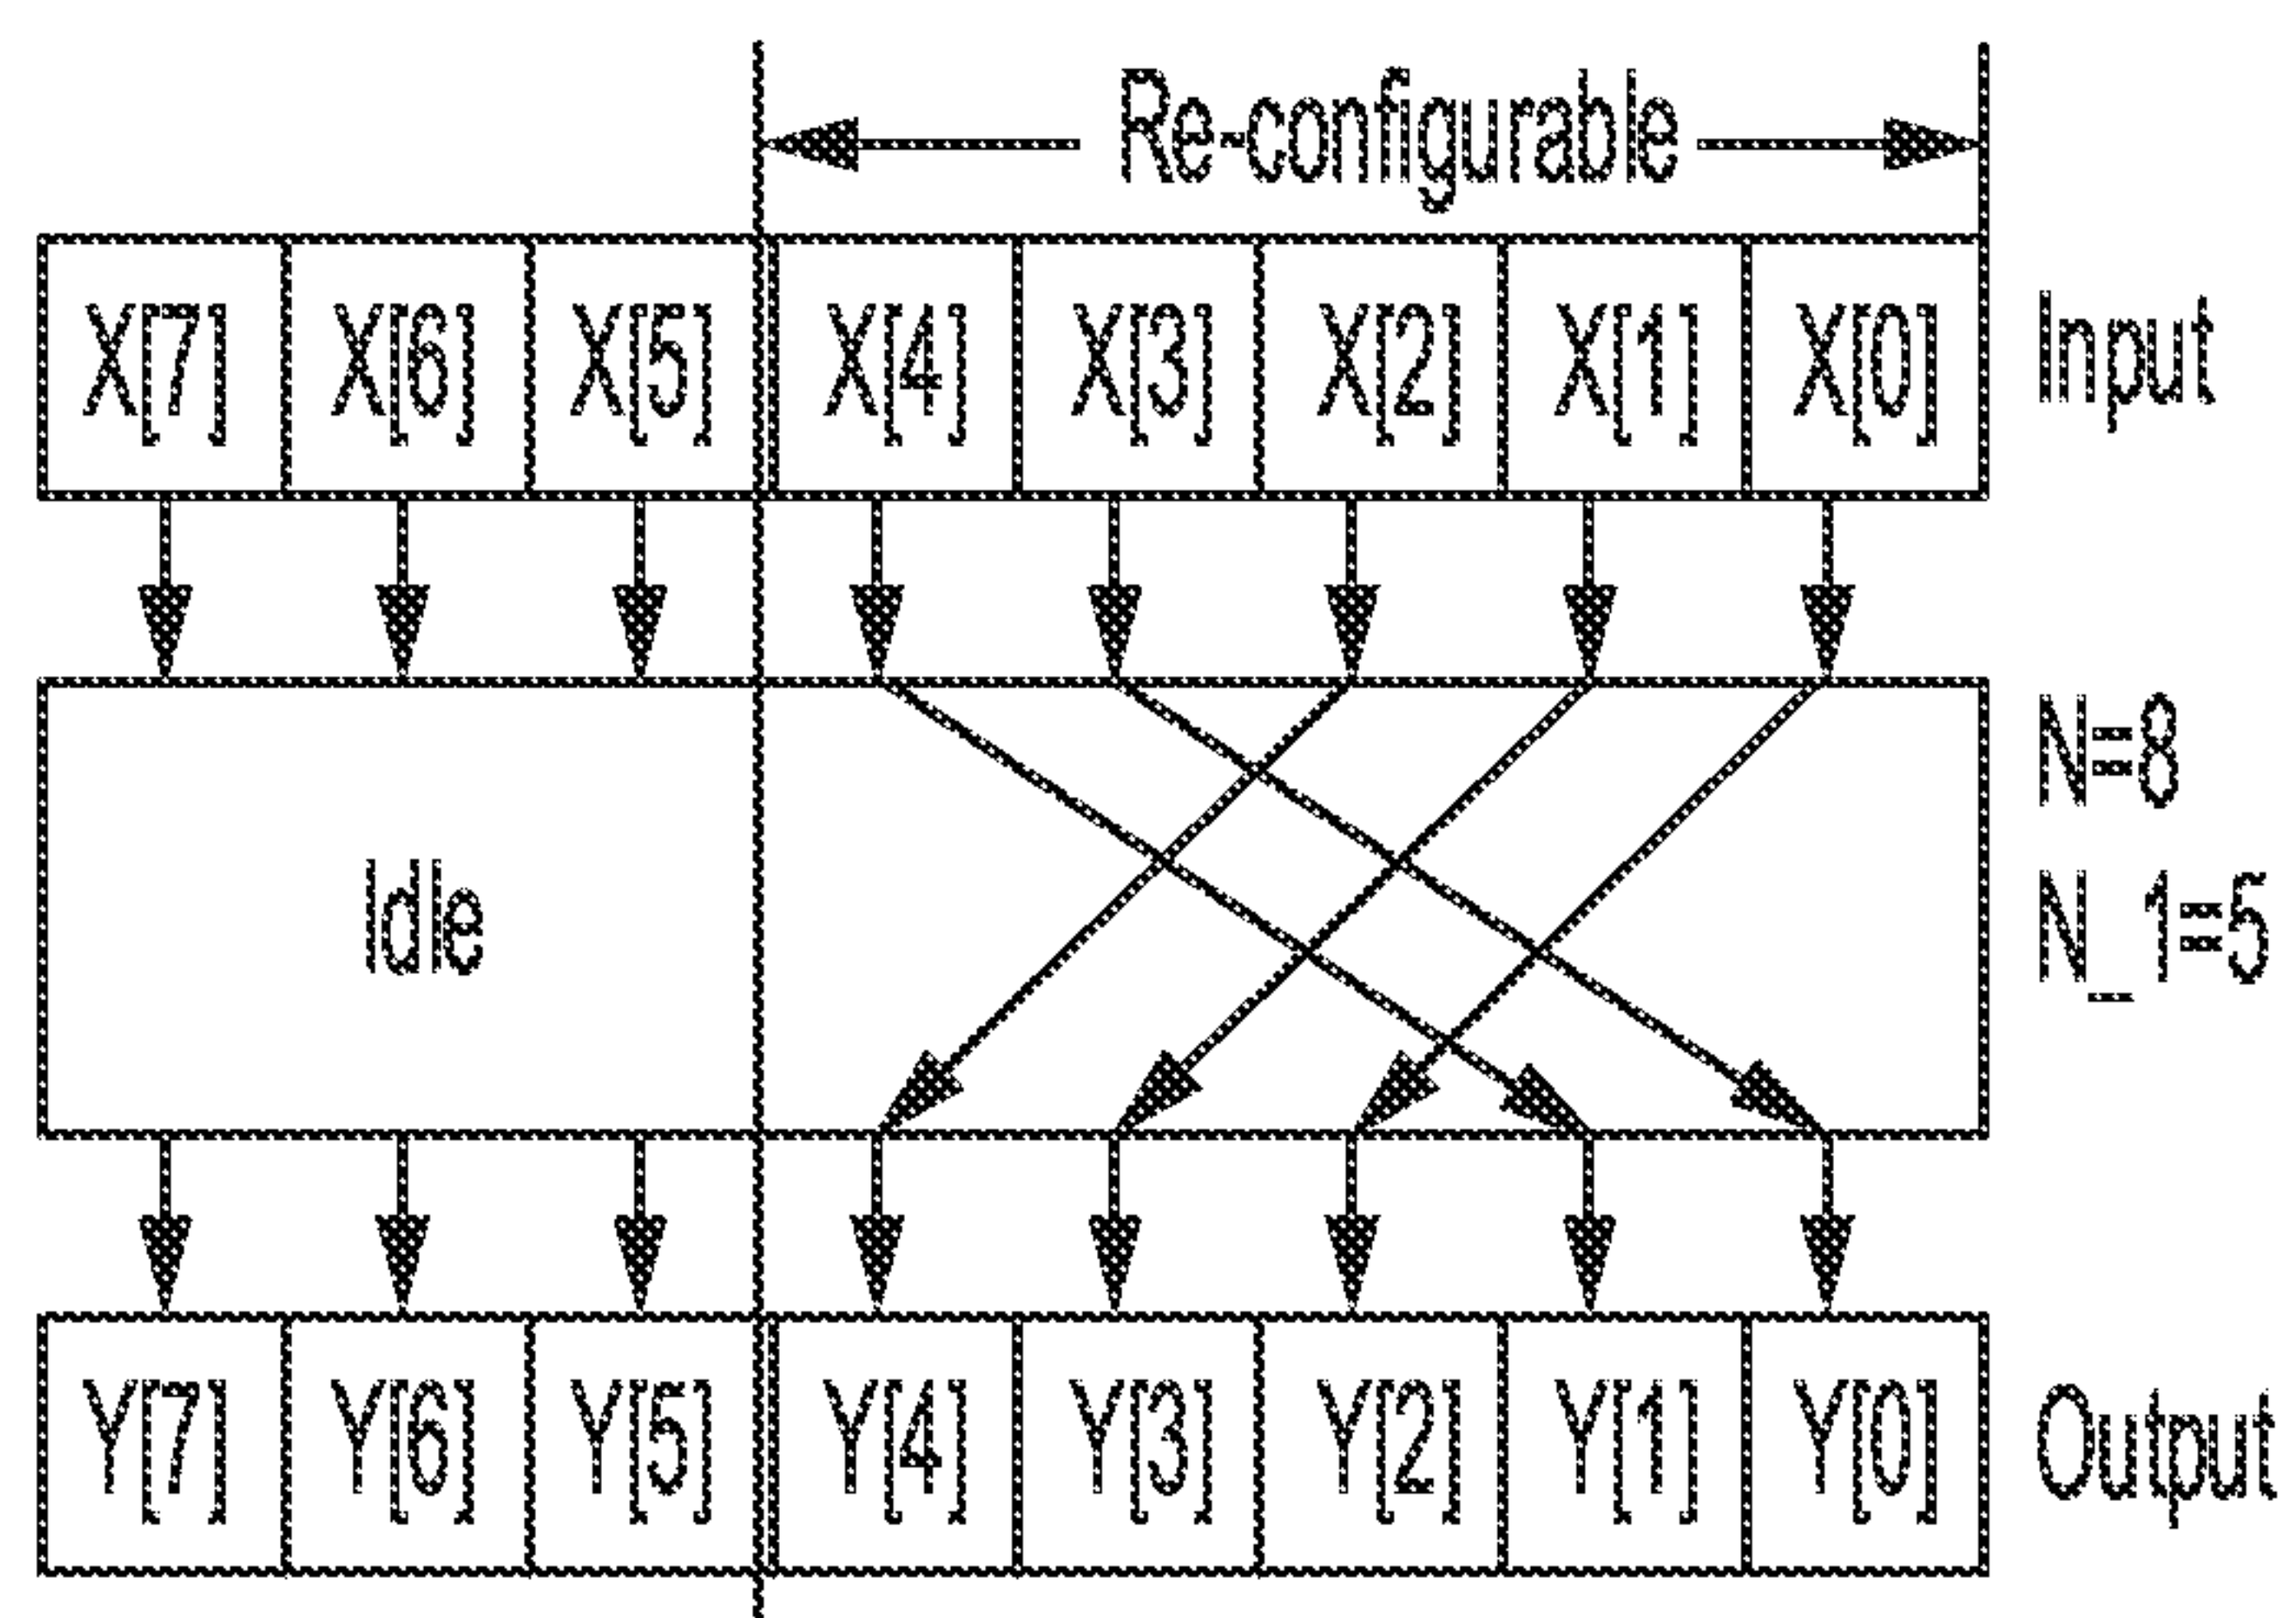 Re-configurable
X[7] X[6] X[5] X[4] X[3] X[2] X[1] X[0] Input
N=8
Idle N_1=5
Y[7] Y[6] Y[5] Y[4] Y[3] Y[2] Y[1] Y[0] Output